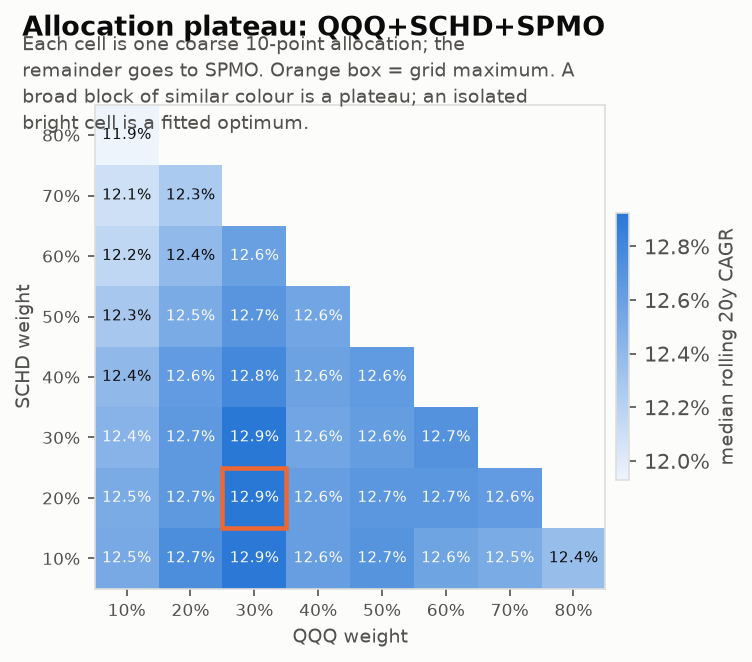 Allocation plateau: QQQ+SCHD+SPMO
Each cell is one coarse 10-point allocation; the
remainder goes to SPMO. Orange box = grid maximum. A
broad block of similar colour is a plateau; an isolated
bright cell is a fitted optimum.
80% 11.9%
70% 12.1% 12.3%
60% 12.2% 12.4% 12.6%
50% 12.3% 12.5% 12.7% 12.6%
40% 12.4% 12.6% 12.8% 12.6% 12.6%
30% 12.4% 12.7% 12.9% 12.6% 12.6% 12.7%
20% 12.5% 12.7% 12.9% 12.6% 12.7% 12.7% 12.6%
10% 12.5% 12.7% 12.9% 12.6% 12.7% 12.6% 12.5% 12.4%
10% 20% 30% 40% 50% 60% 70% 80%
QQQ weight
SCHD weight
12.8%
12.6%
12.4%
12.2%
12.0%
median rolling 20y CAGR